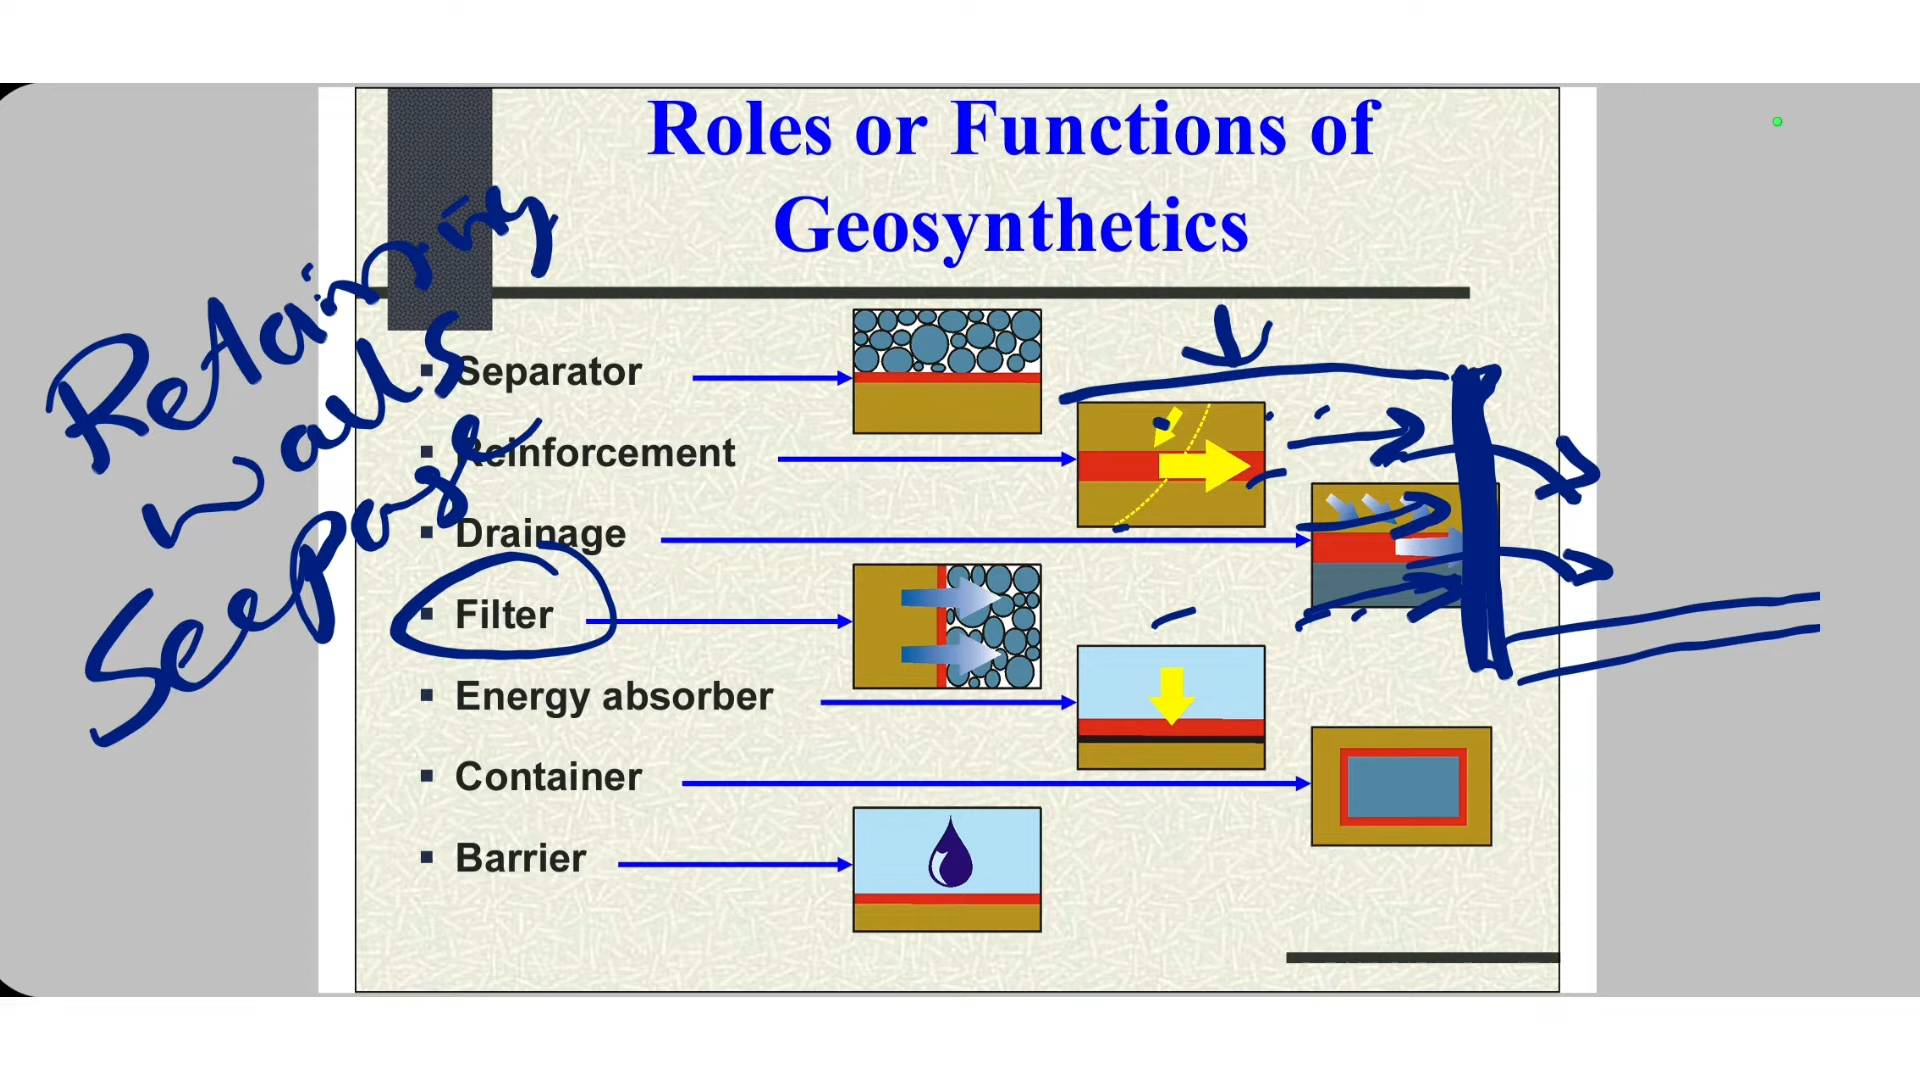 Roles or Functions of
Geosynthetics
Retaining
walls
Seepage
Separator
Reinforcement
Drainage
Filter
Energy absorber
Container
Barrier